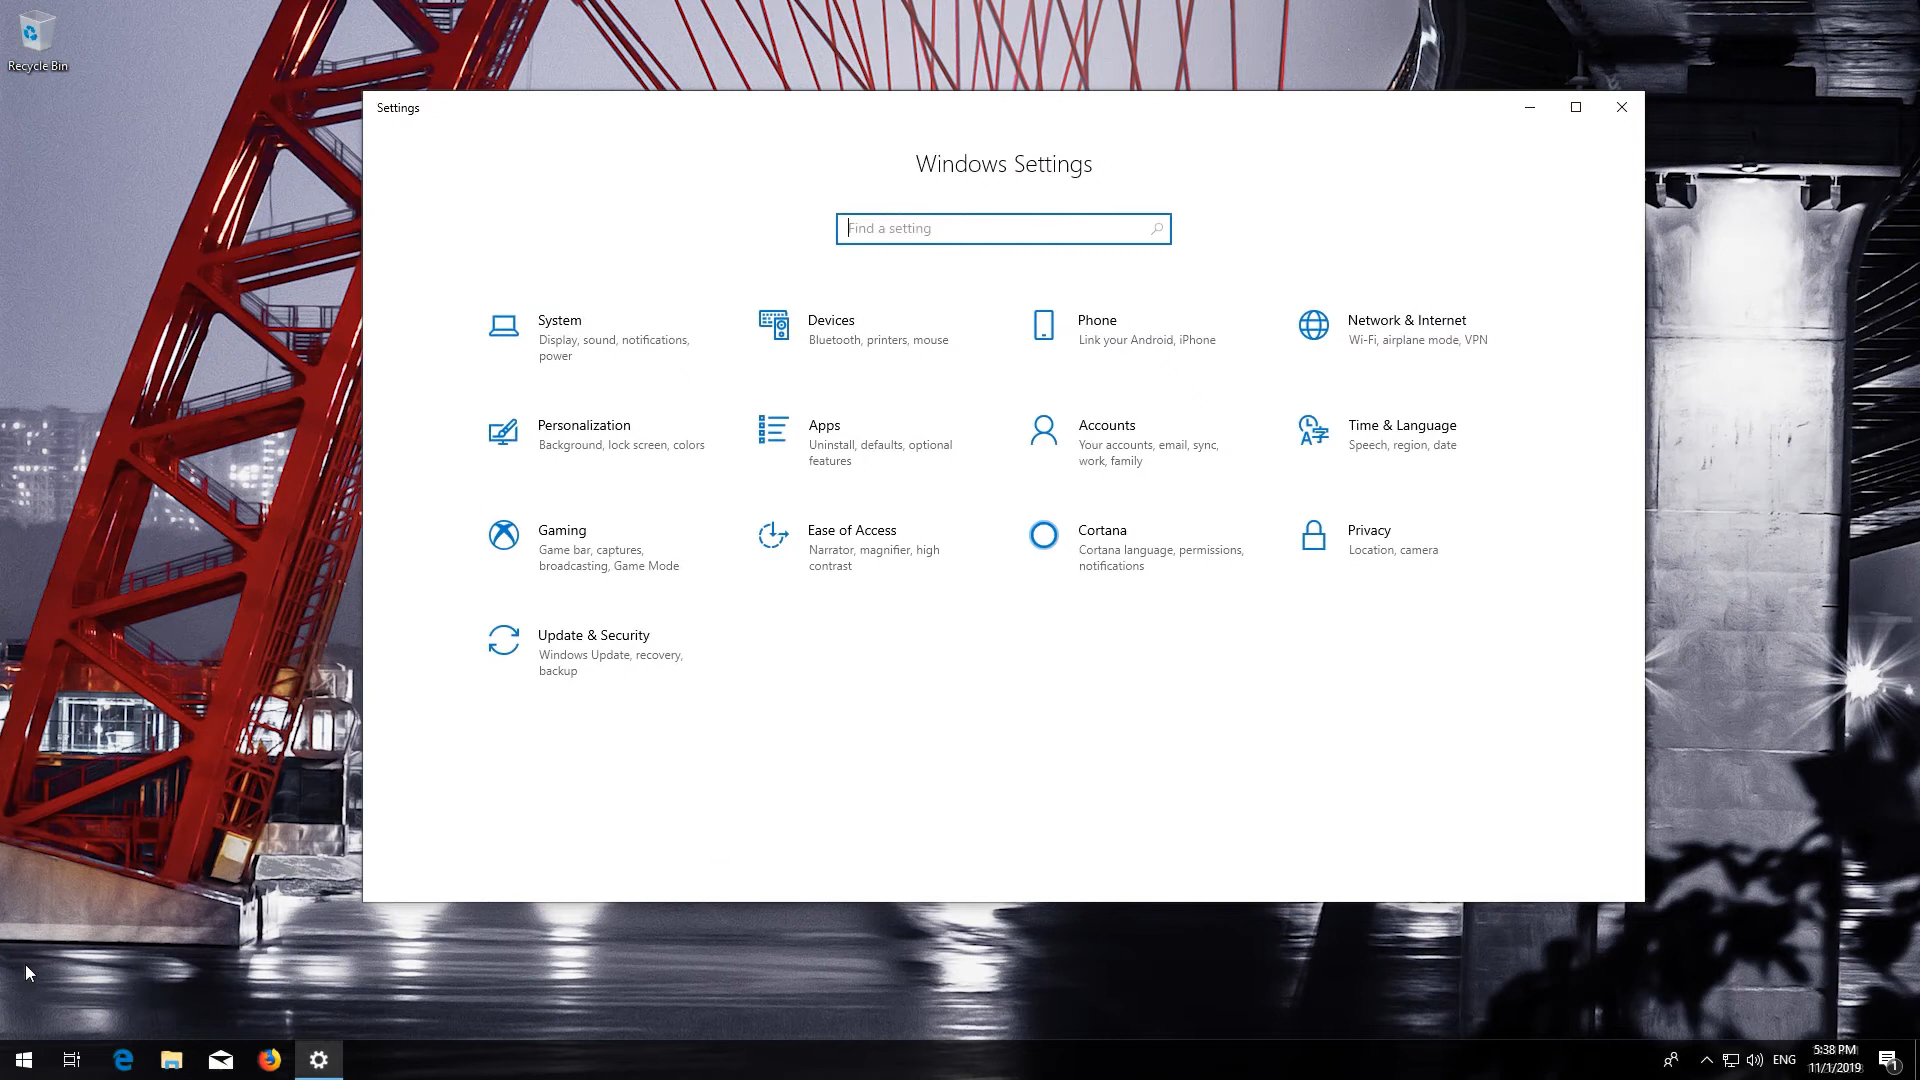 Recycle Bin
Settings
Windows Settings
Find a setting
System
Display, sound, notifications,
power
Devices
Bluetooth, printers, mouse
Phone
Link your Android, iPhone
Network & Internet
Wi-Fi, airplane mode, VPN
Personalization
Background, lock screen, colors
Apps
Uninstall, defaults, optional
features
Accounts
Your accounts, email, sync,
work, family
Time & Language
Speech, region, date
Gaming
Game bar, captures,
broadcasting, Game Mode
Ease of Access
Narrator, magnifier, high
contrast
Cortana
Cortana language, permissions,
notifications
Privacy
Location, camera
Update & Security
Windows Update, recovery,
backup
ENG
5:38 PM
11/1/2019
1